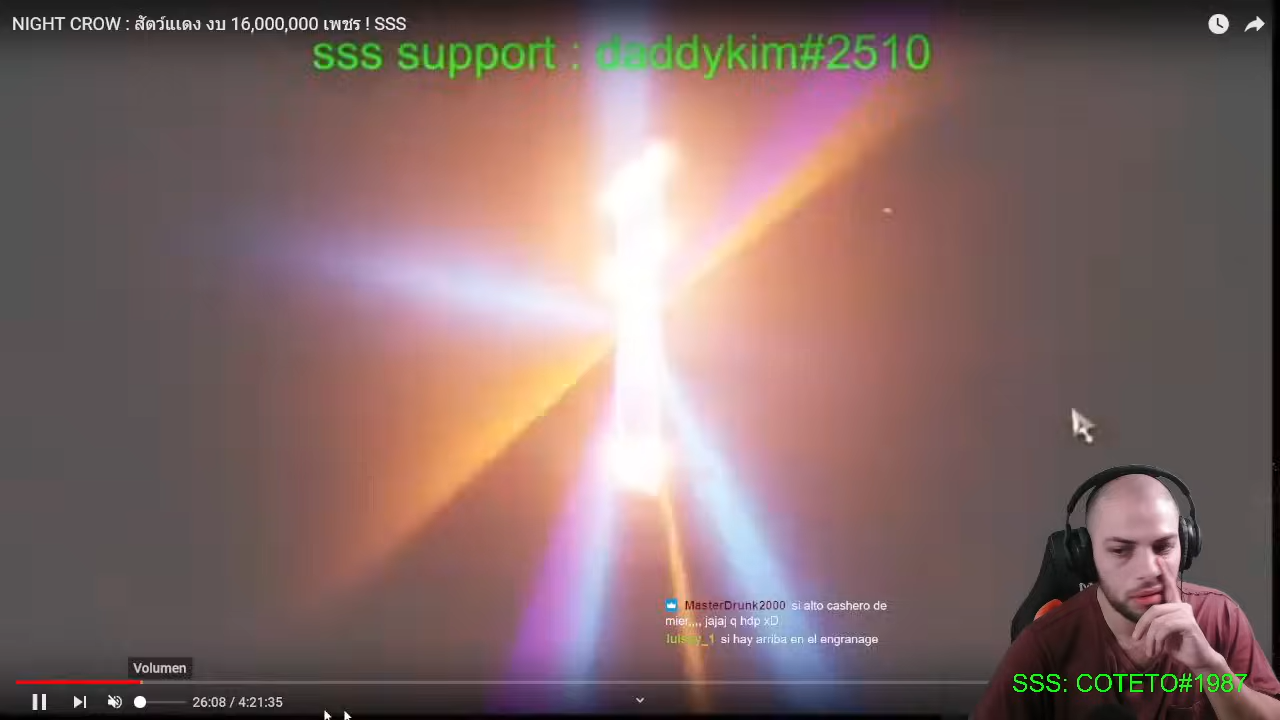 NIGHT CROW : สัตว์แดง งบ 16,000,000 เพชร ! SSS
sss support : daddykim#2510
MasterDrunk2000 si alto cashero de
mier,,,, jajaj q hdp xD
si hay arriba en el engranage
Volumen
SSS: COTETO#1987
26:08 / 4:21:35